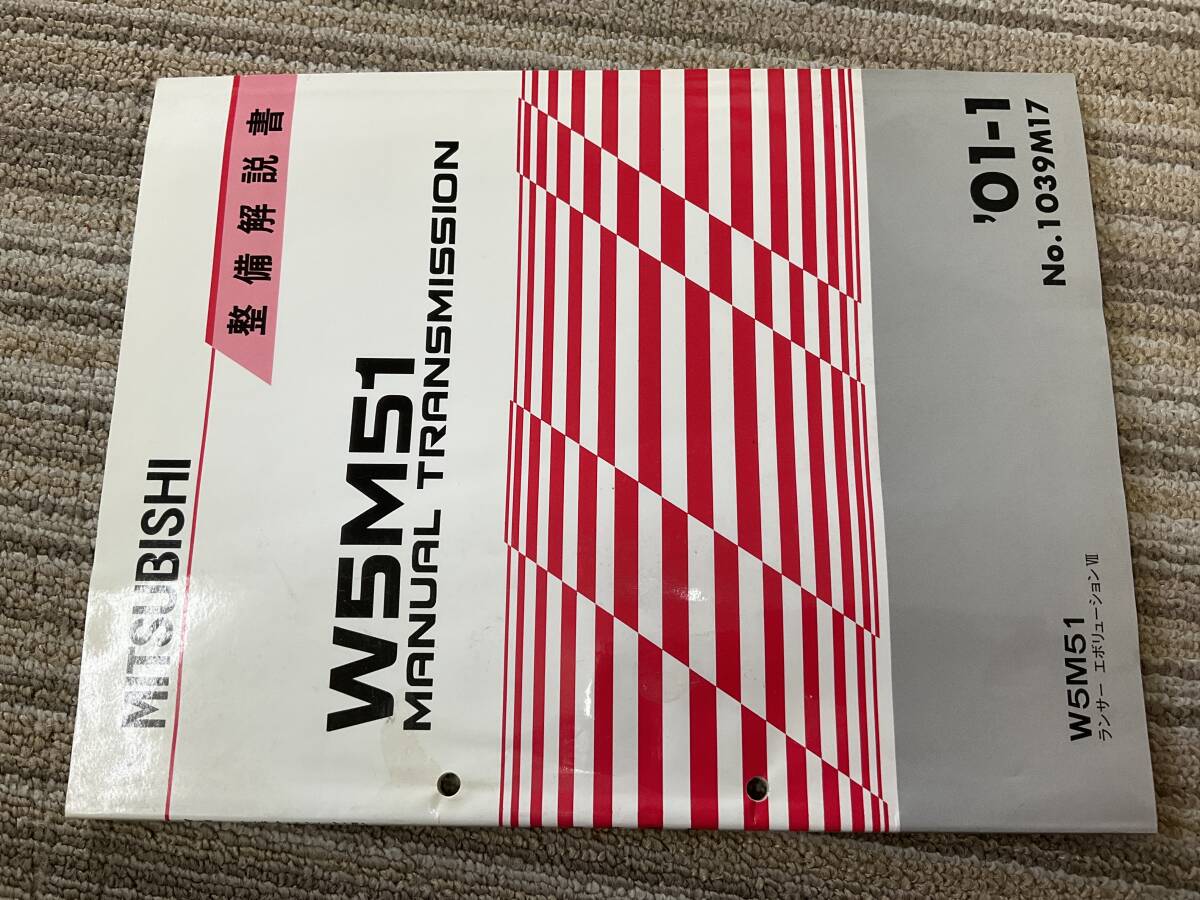 MITSUBISHI
整備解説書
W5M51
MANUAL TRANSMISSION
'01-1
No.1039M17
W5M51
ランサー エボリューションⅦ